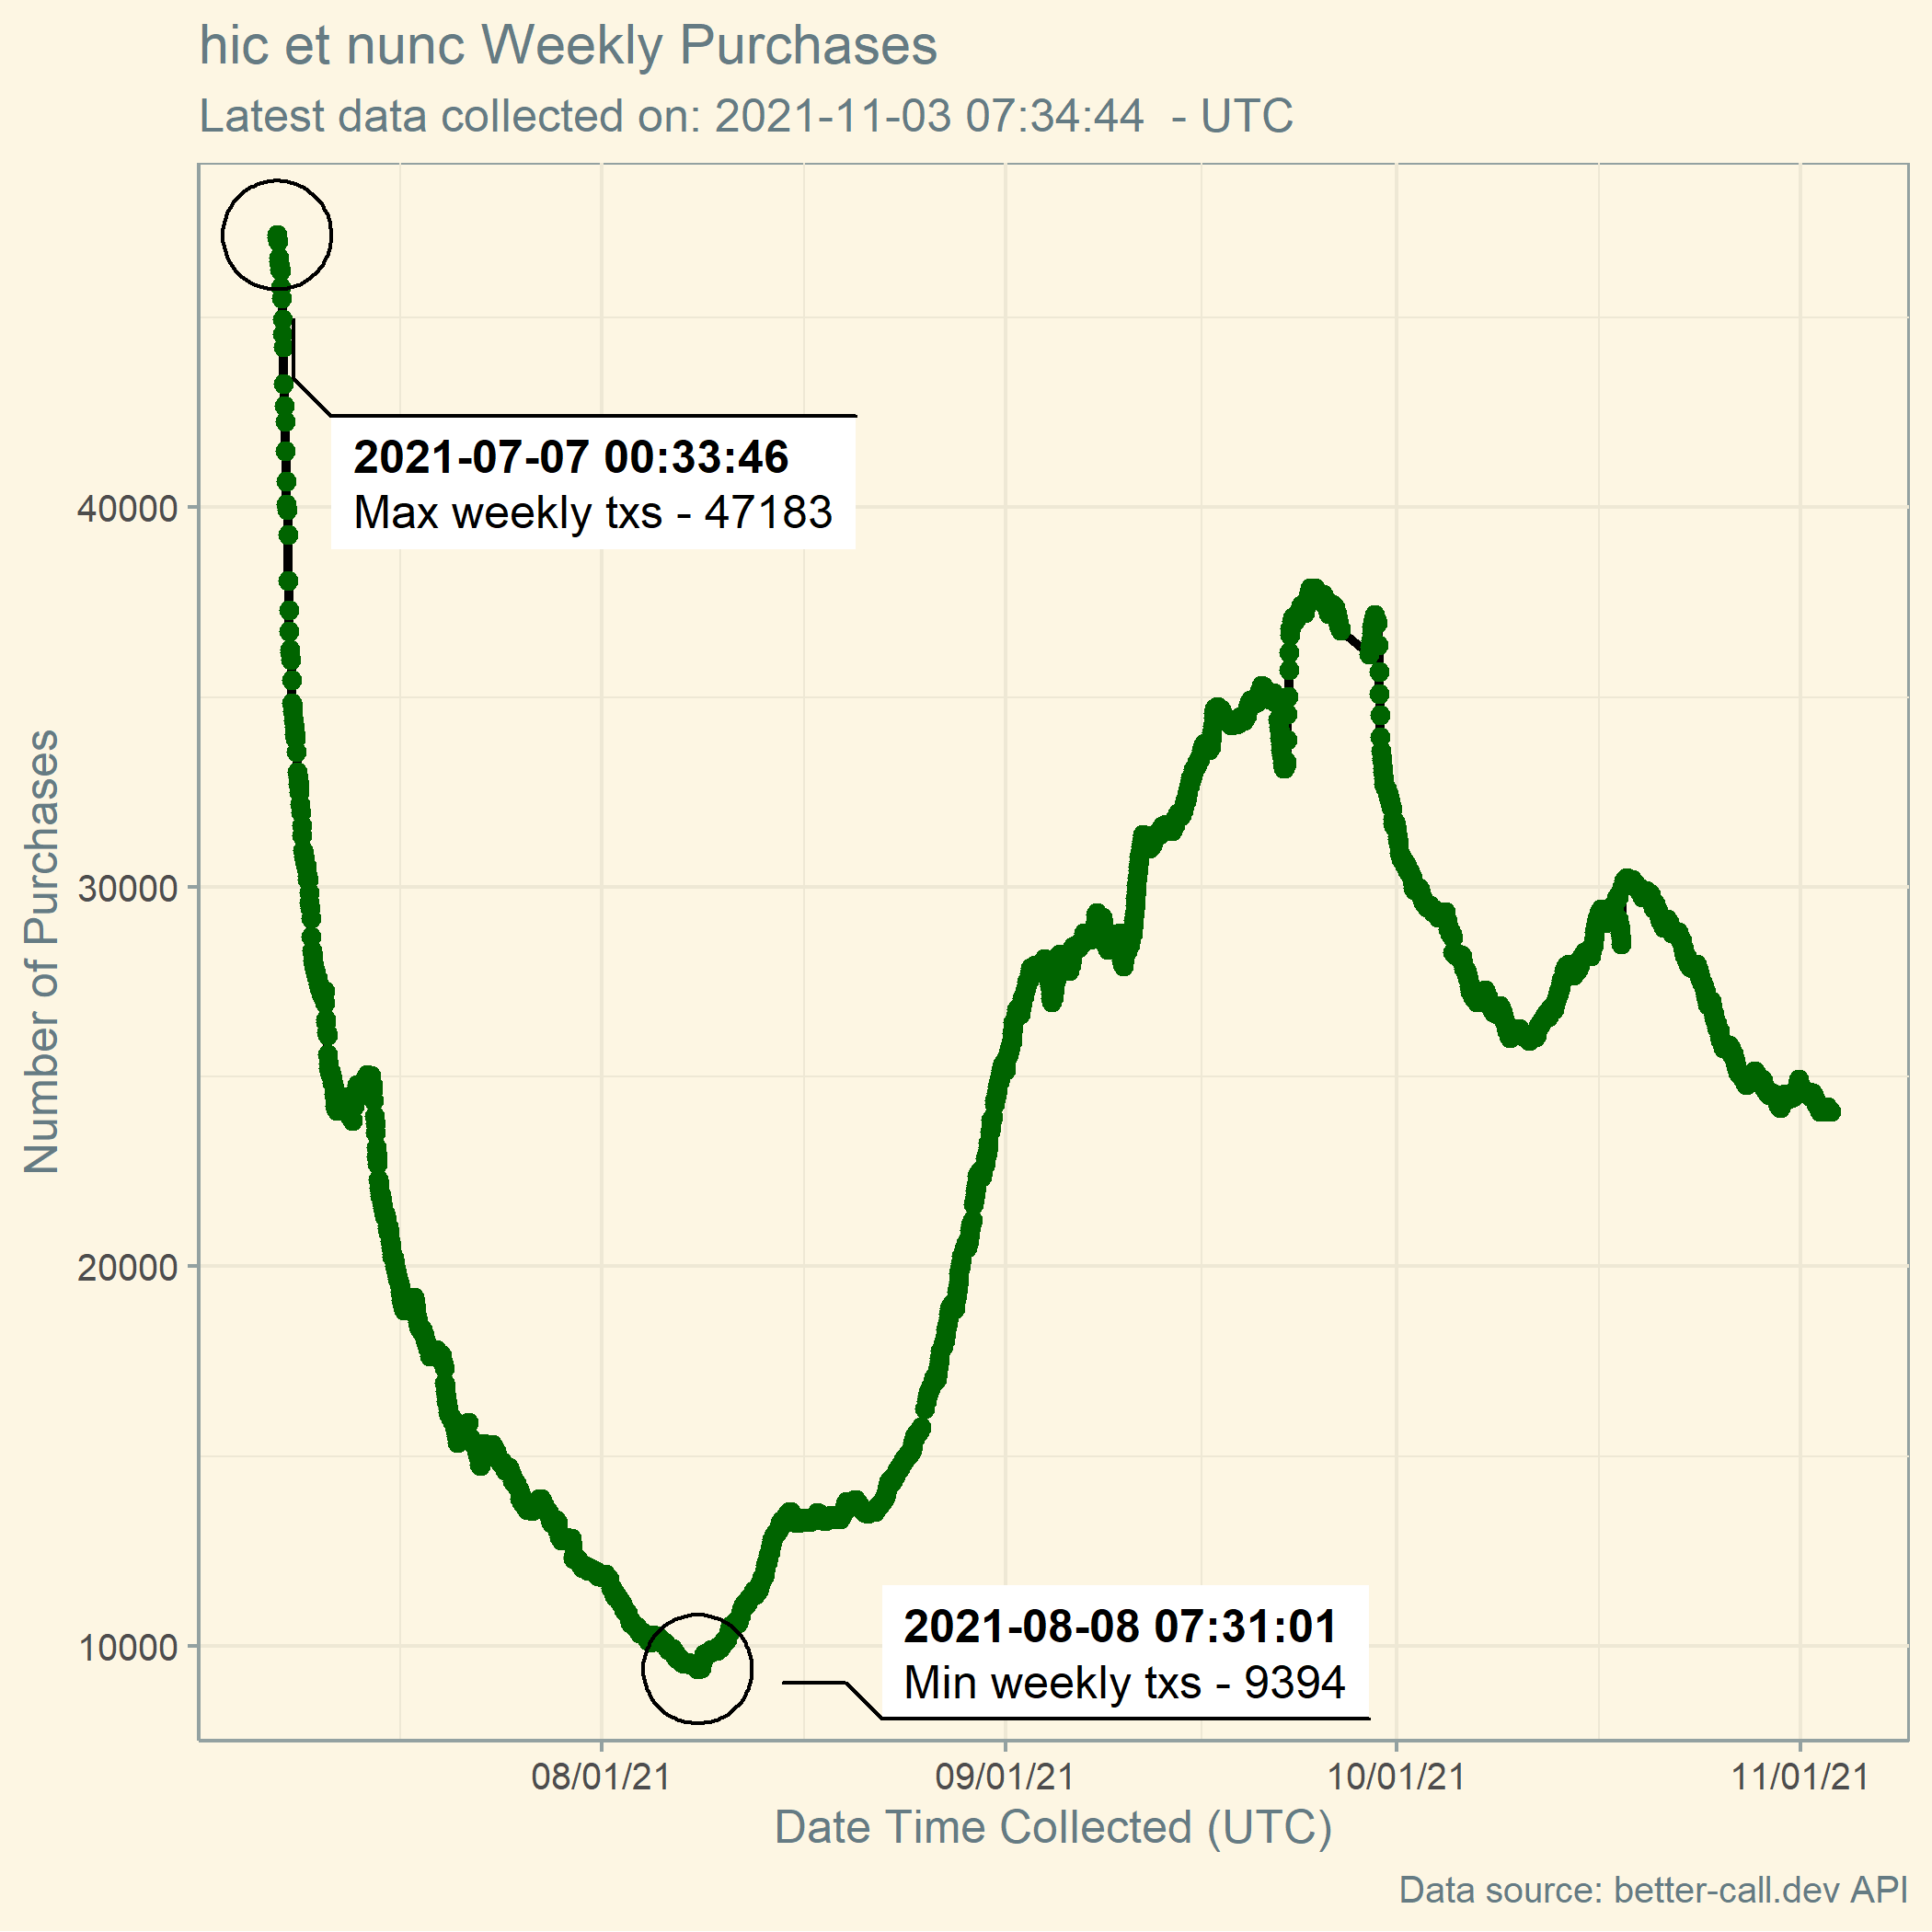 hic et nunc Weekly Purchases
Latest data collected on: 2021-11-03 07:34:44  - UTC
2021-07-07 00:33:46
Max weekly txs - 47183
40000
30000
20000
10000
Number of Purchases
2021-08-08 07:31:01
Min weekly txs - 9394
08/01/21
09/01/21
10/01/21
11/01/21
Date Time Collected (UTC)
Data source: better-call.dev API